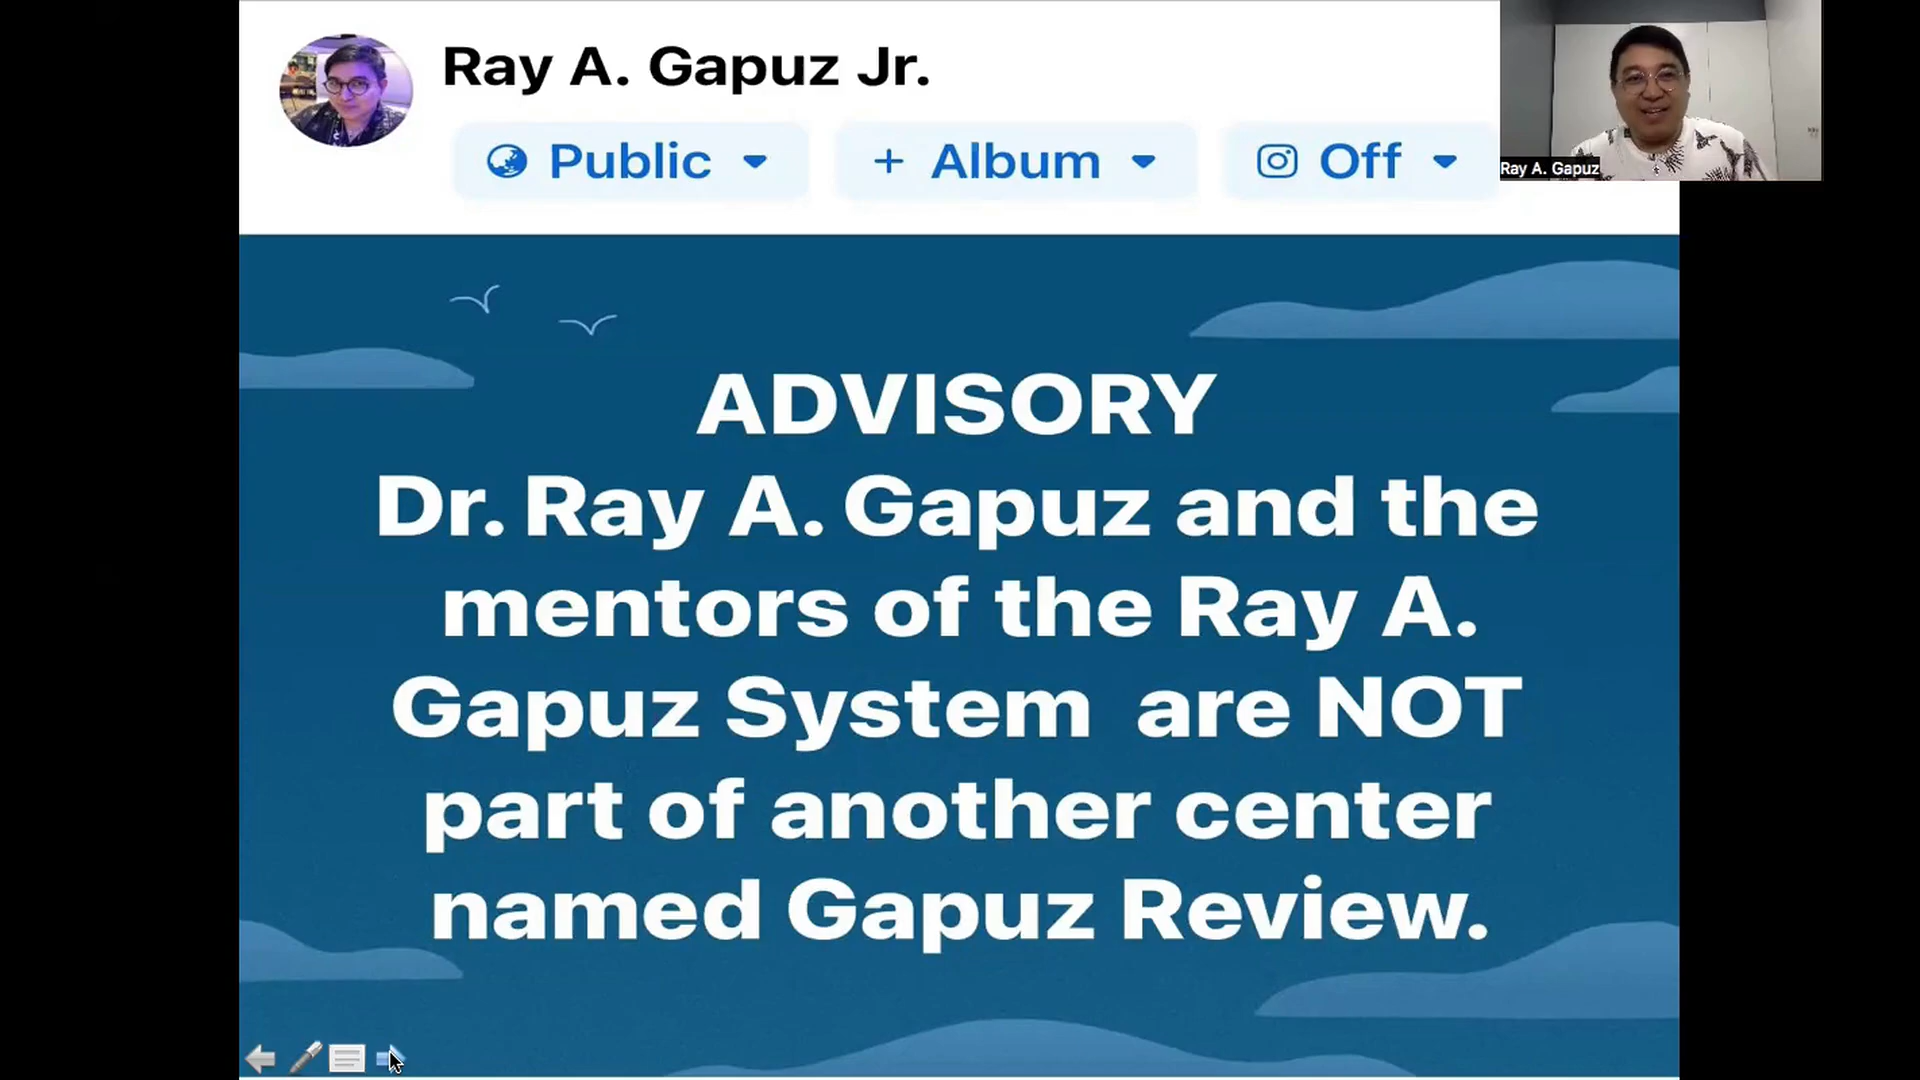 Ray A. Gapuz Jr.
Public
+ Album
Off
Ray A. Gapuz
ADVISORY
Dr. Ray A. Gapuz and the
mentors of the Ray A.
Gapuz System are NOT
part of another center
named Gapuz Review.